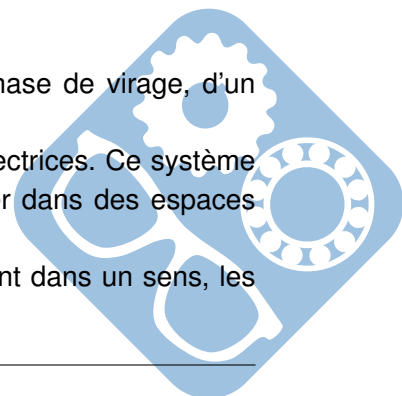 hase de virage, d'un
ectrices. Ce système
r dans des espaces
nt dans un sens, les